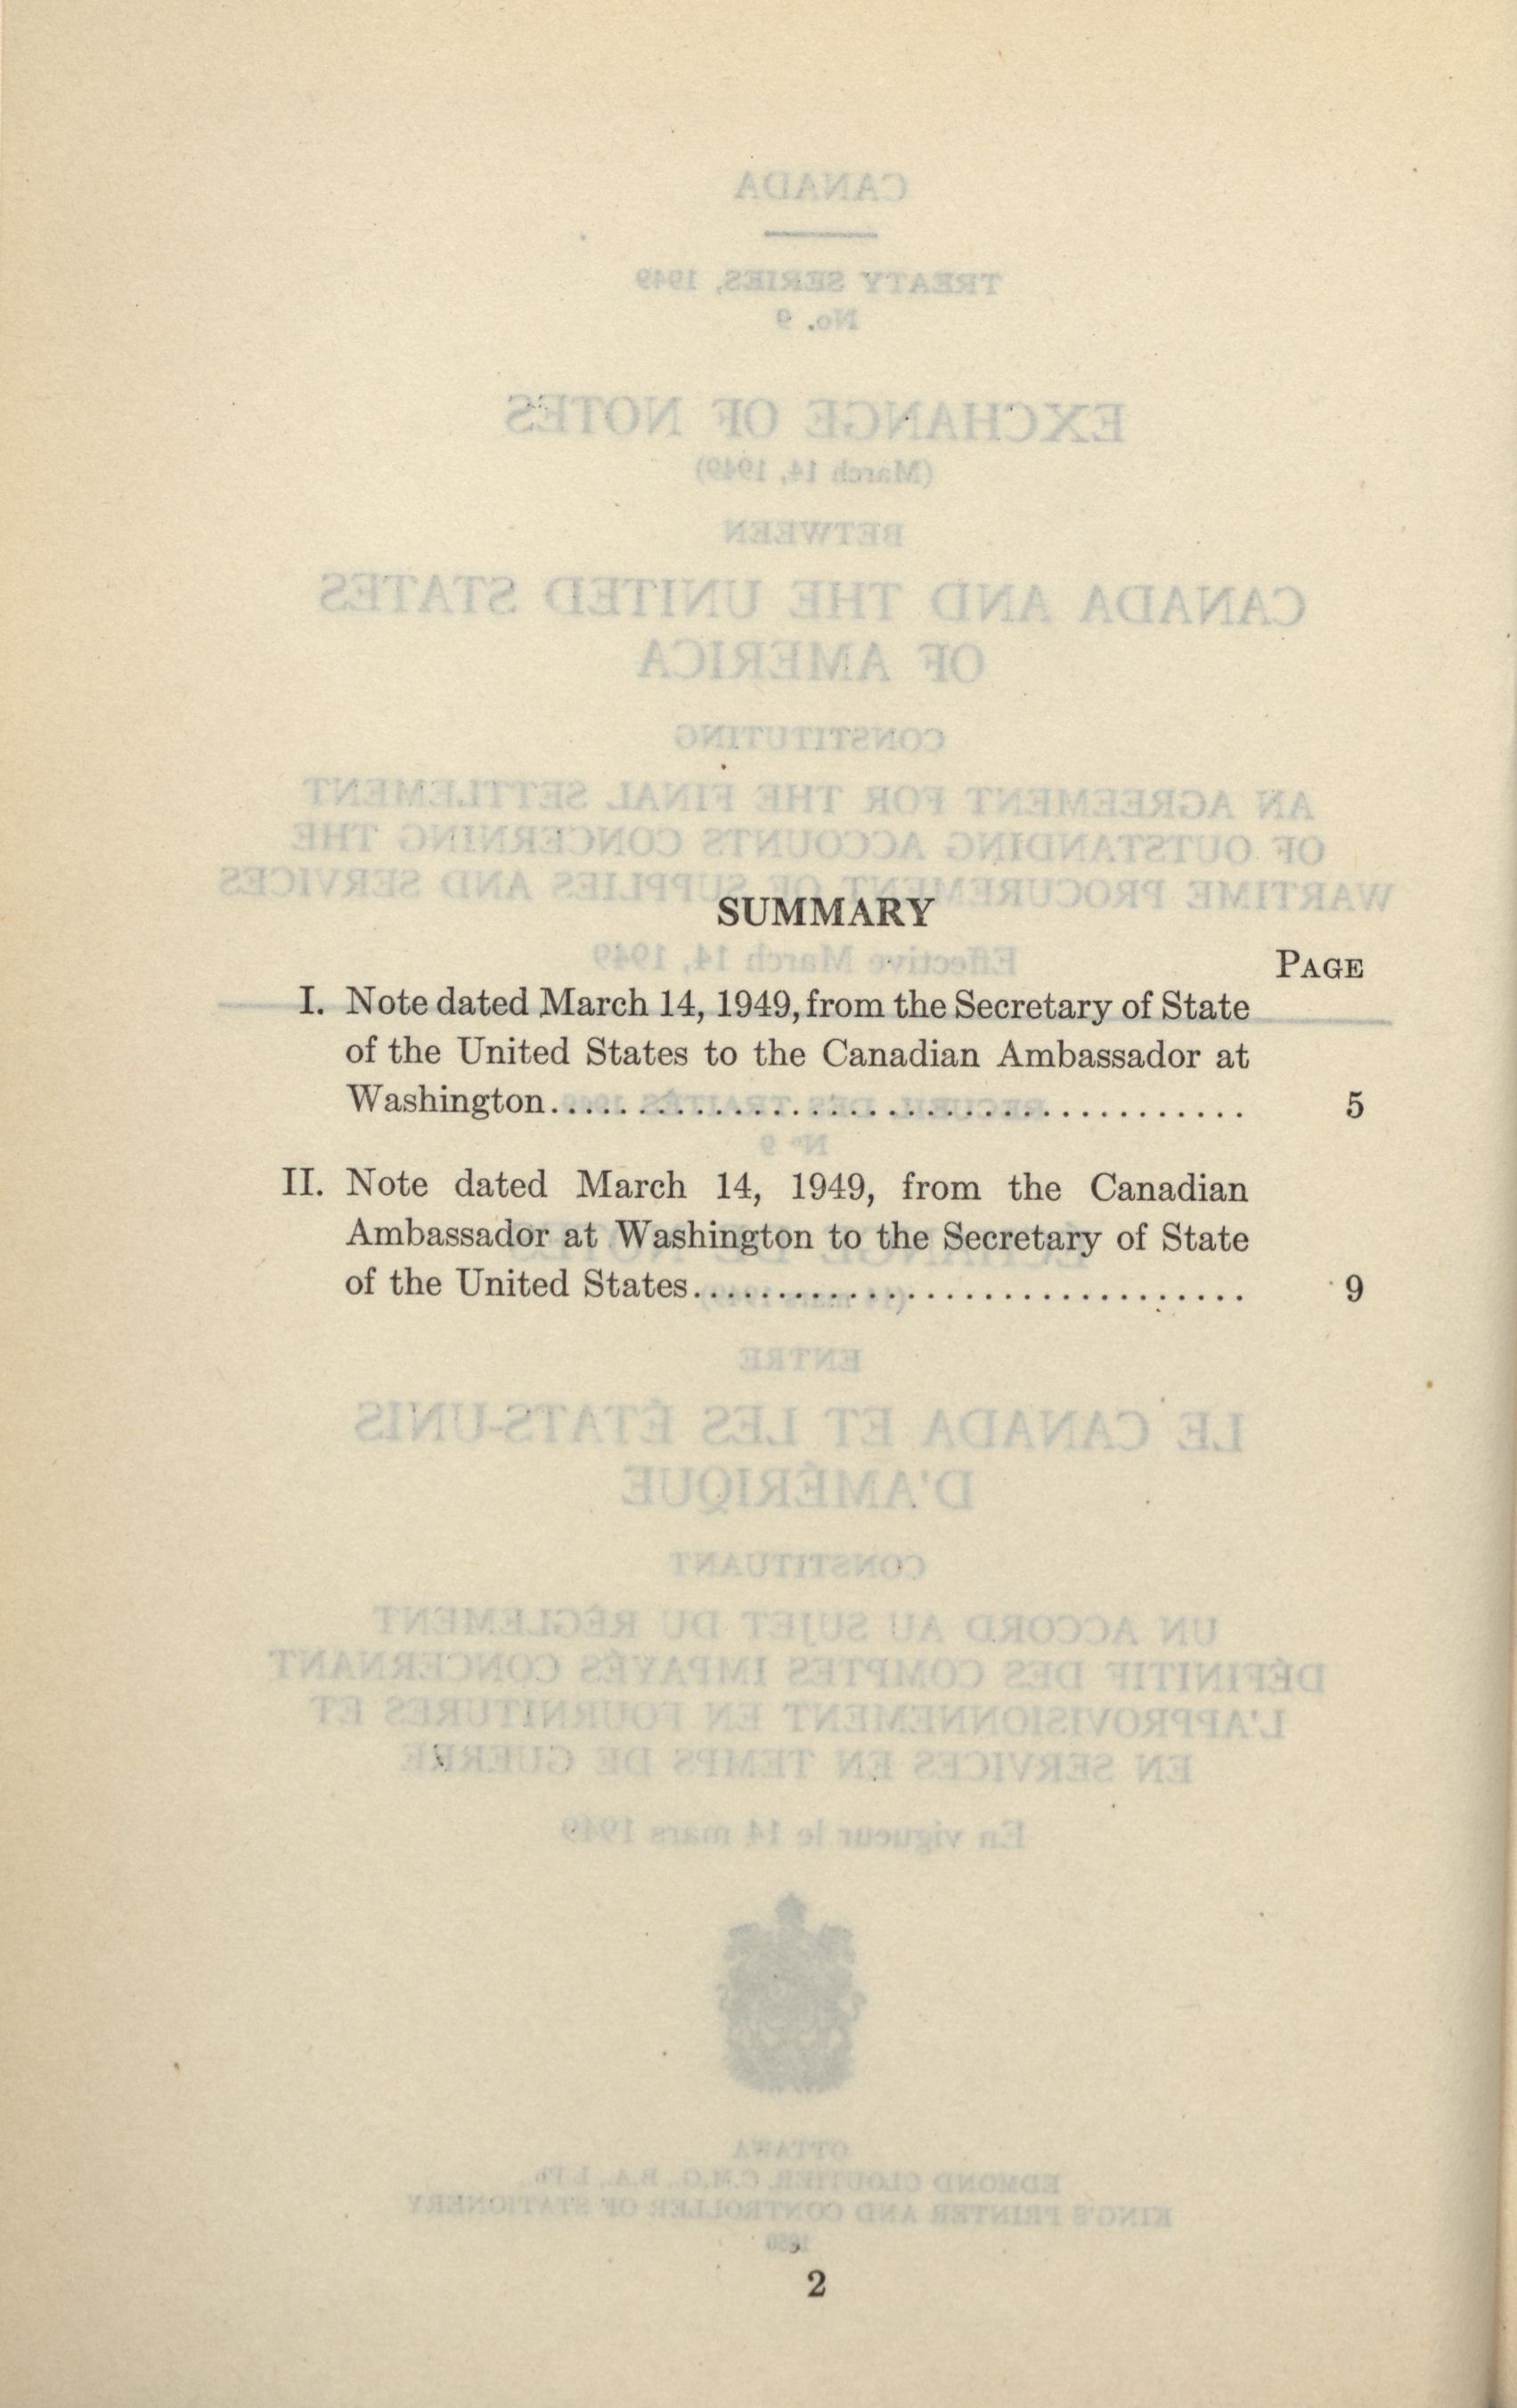 SUMMARY
PAGE
I. Note dated March 14, 1949, from the Secretary of State
of the United States to the Canadian Ambassador at
Washington........................................ 5
II. Note dated March 14, 1949, from the Canadian
Ambassador at Washington to the Secretary of State
of the United States................................ 9
2